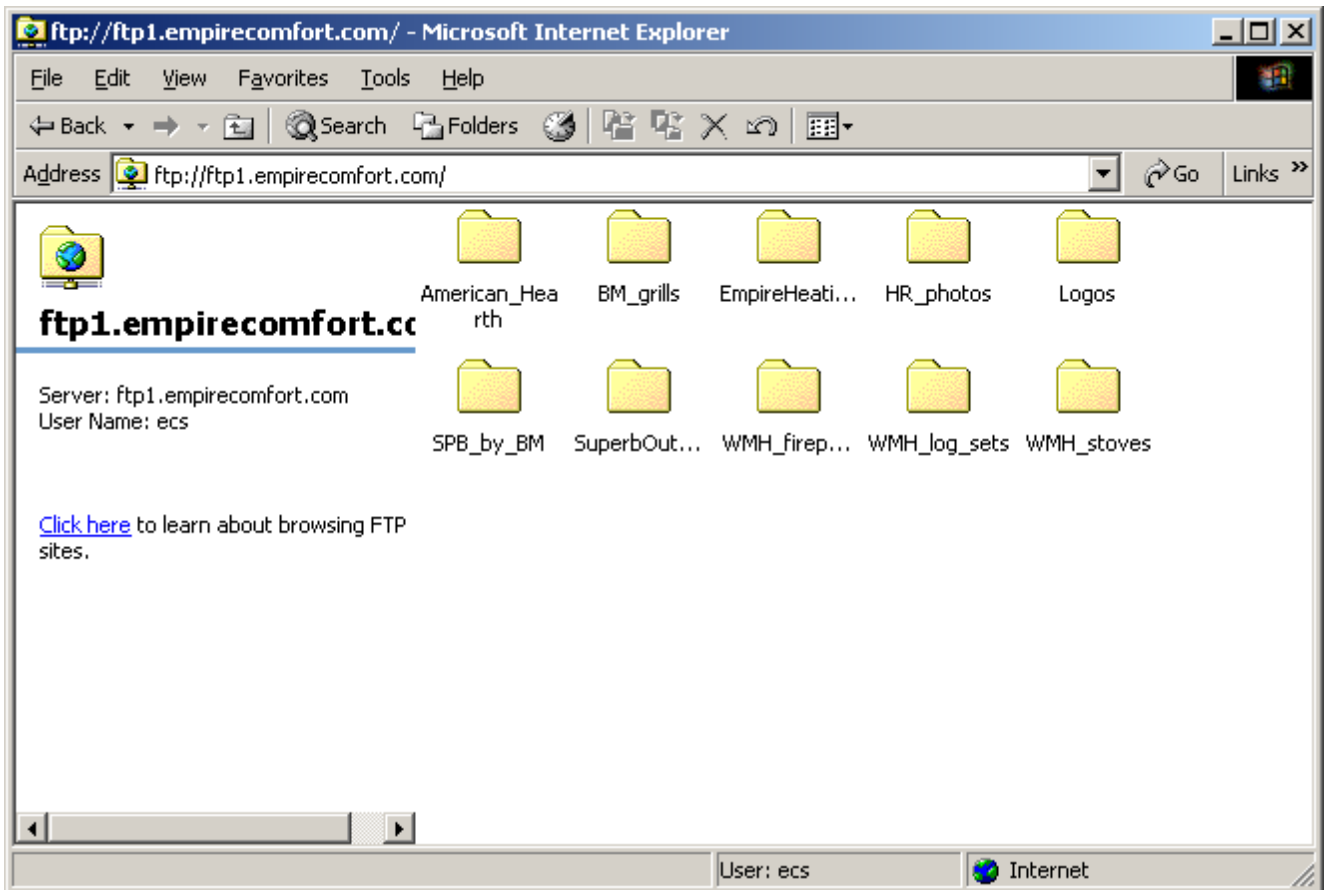 ftp://ftp1.empirecomfort.com/ - Microsoft Internet Explorer
File Edit View Favorites Tools Help
Back Search Folders
Address ftp://ftp1.empirecomfort.com/ Go Links »
ftp1.empirecomfort.cc
Server: ftp1.empirecomfort.com
User Name: ecs
Click here to learn about browsing FTP
sites.
American_Hea
rth
BM_grills
EmpireHeati...
HR_photos
Logos
SPB_by_BM
SuperbOut...
WMH_firep...
WMH_log_sets
WMH_stoves
User: ecs
Internet